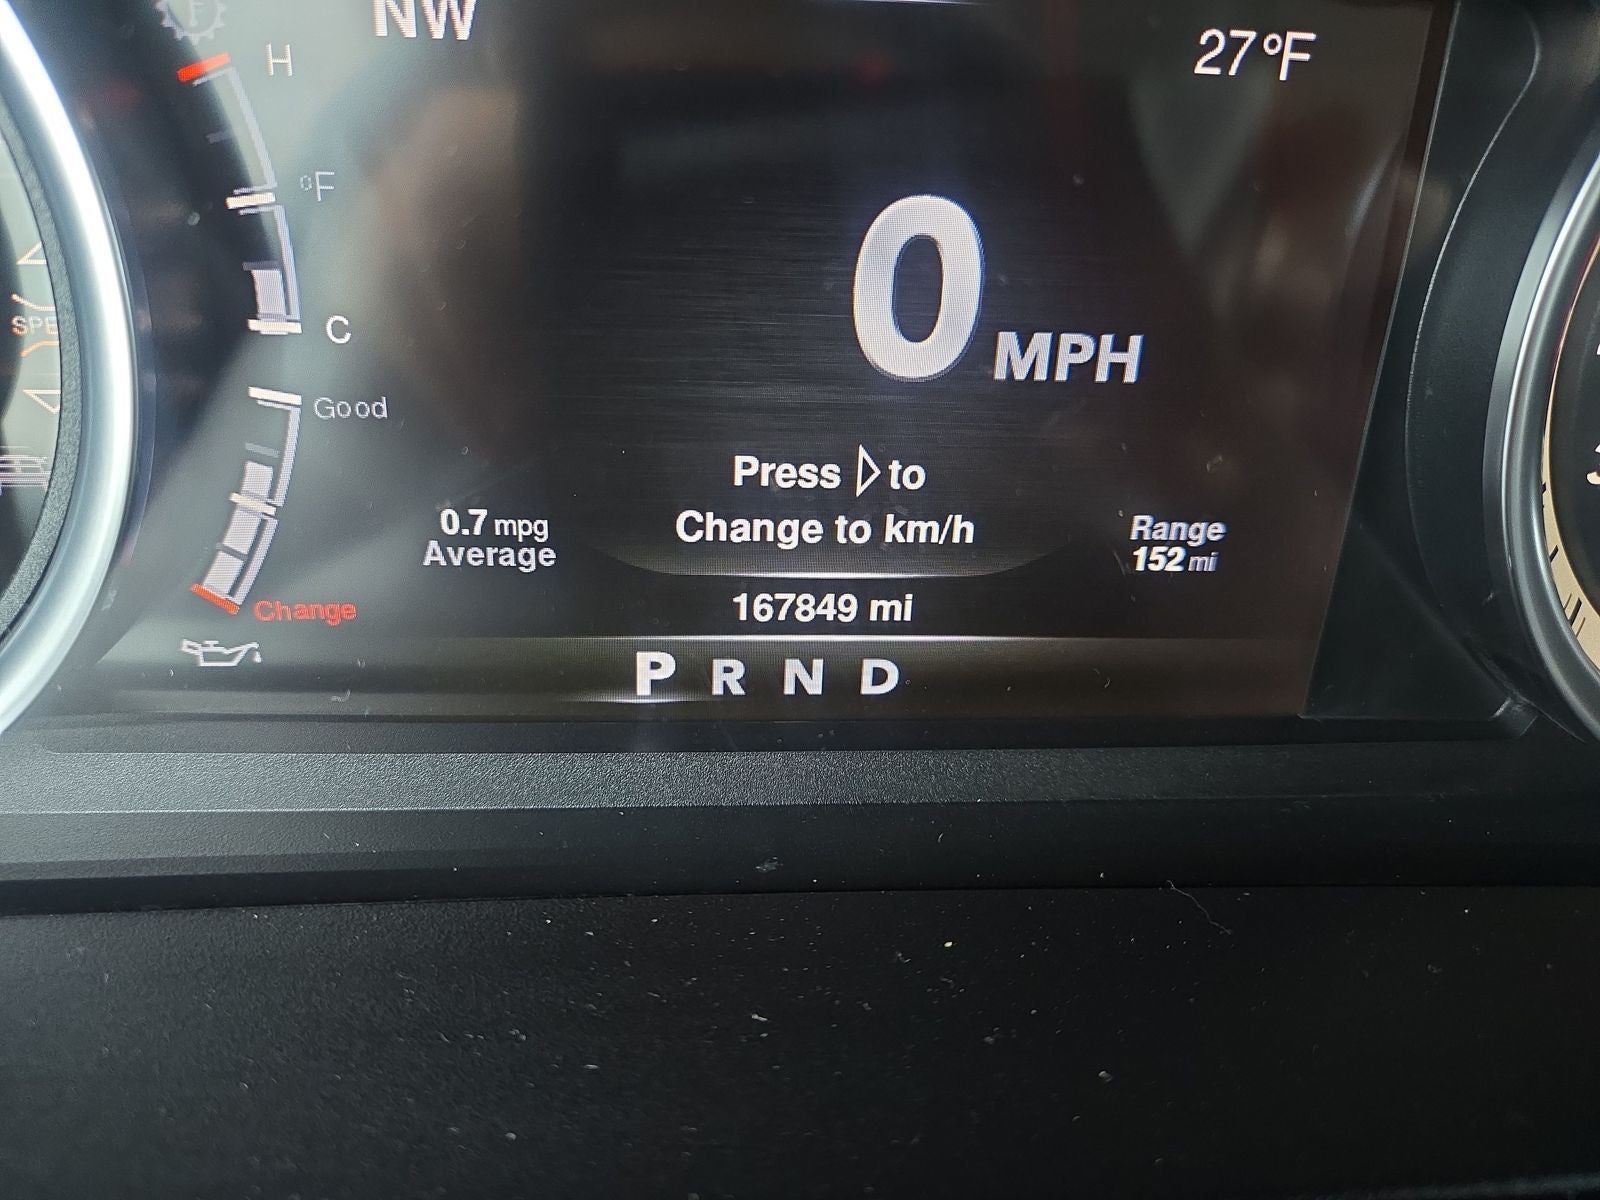 NW
27°F
H
°F
C
0
MPH
Good
Press ▷ to
Change to km/h
0.7 mpg
Average
Range
152 mi
Change
167849 mi
P R N D